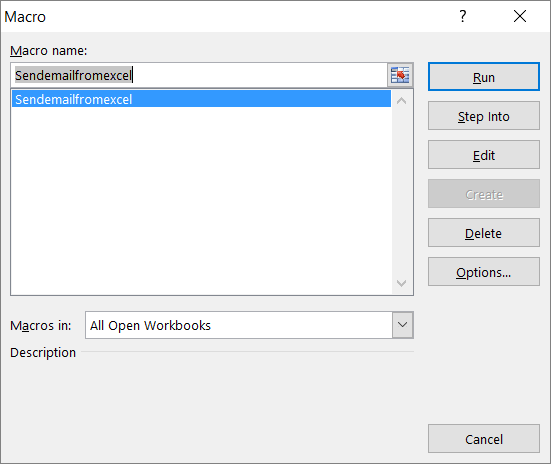 Macro
?
Macro name:
Sendemailfromexcel
Sendemailfromexcel
Run
Step Into
Edit
Create
Delete
Options...
Macros in:
All Open Workbooks
Description
Cancel